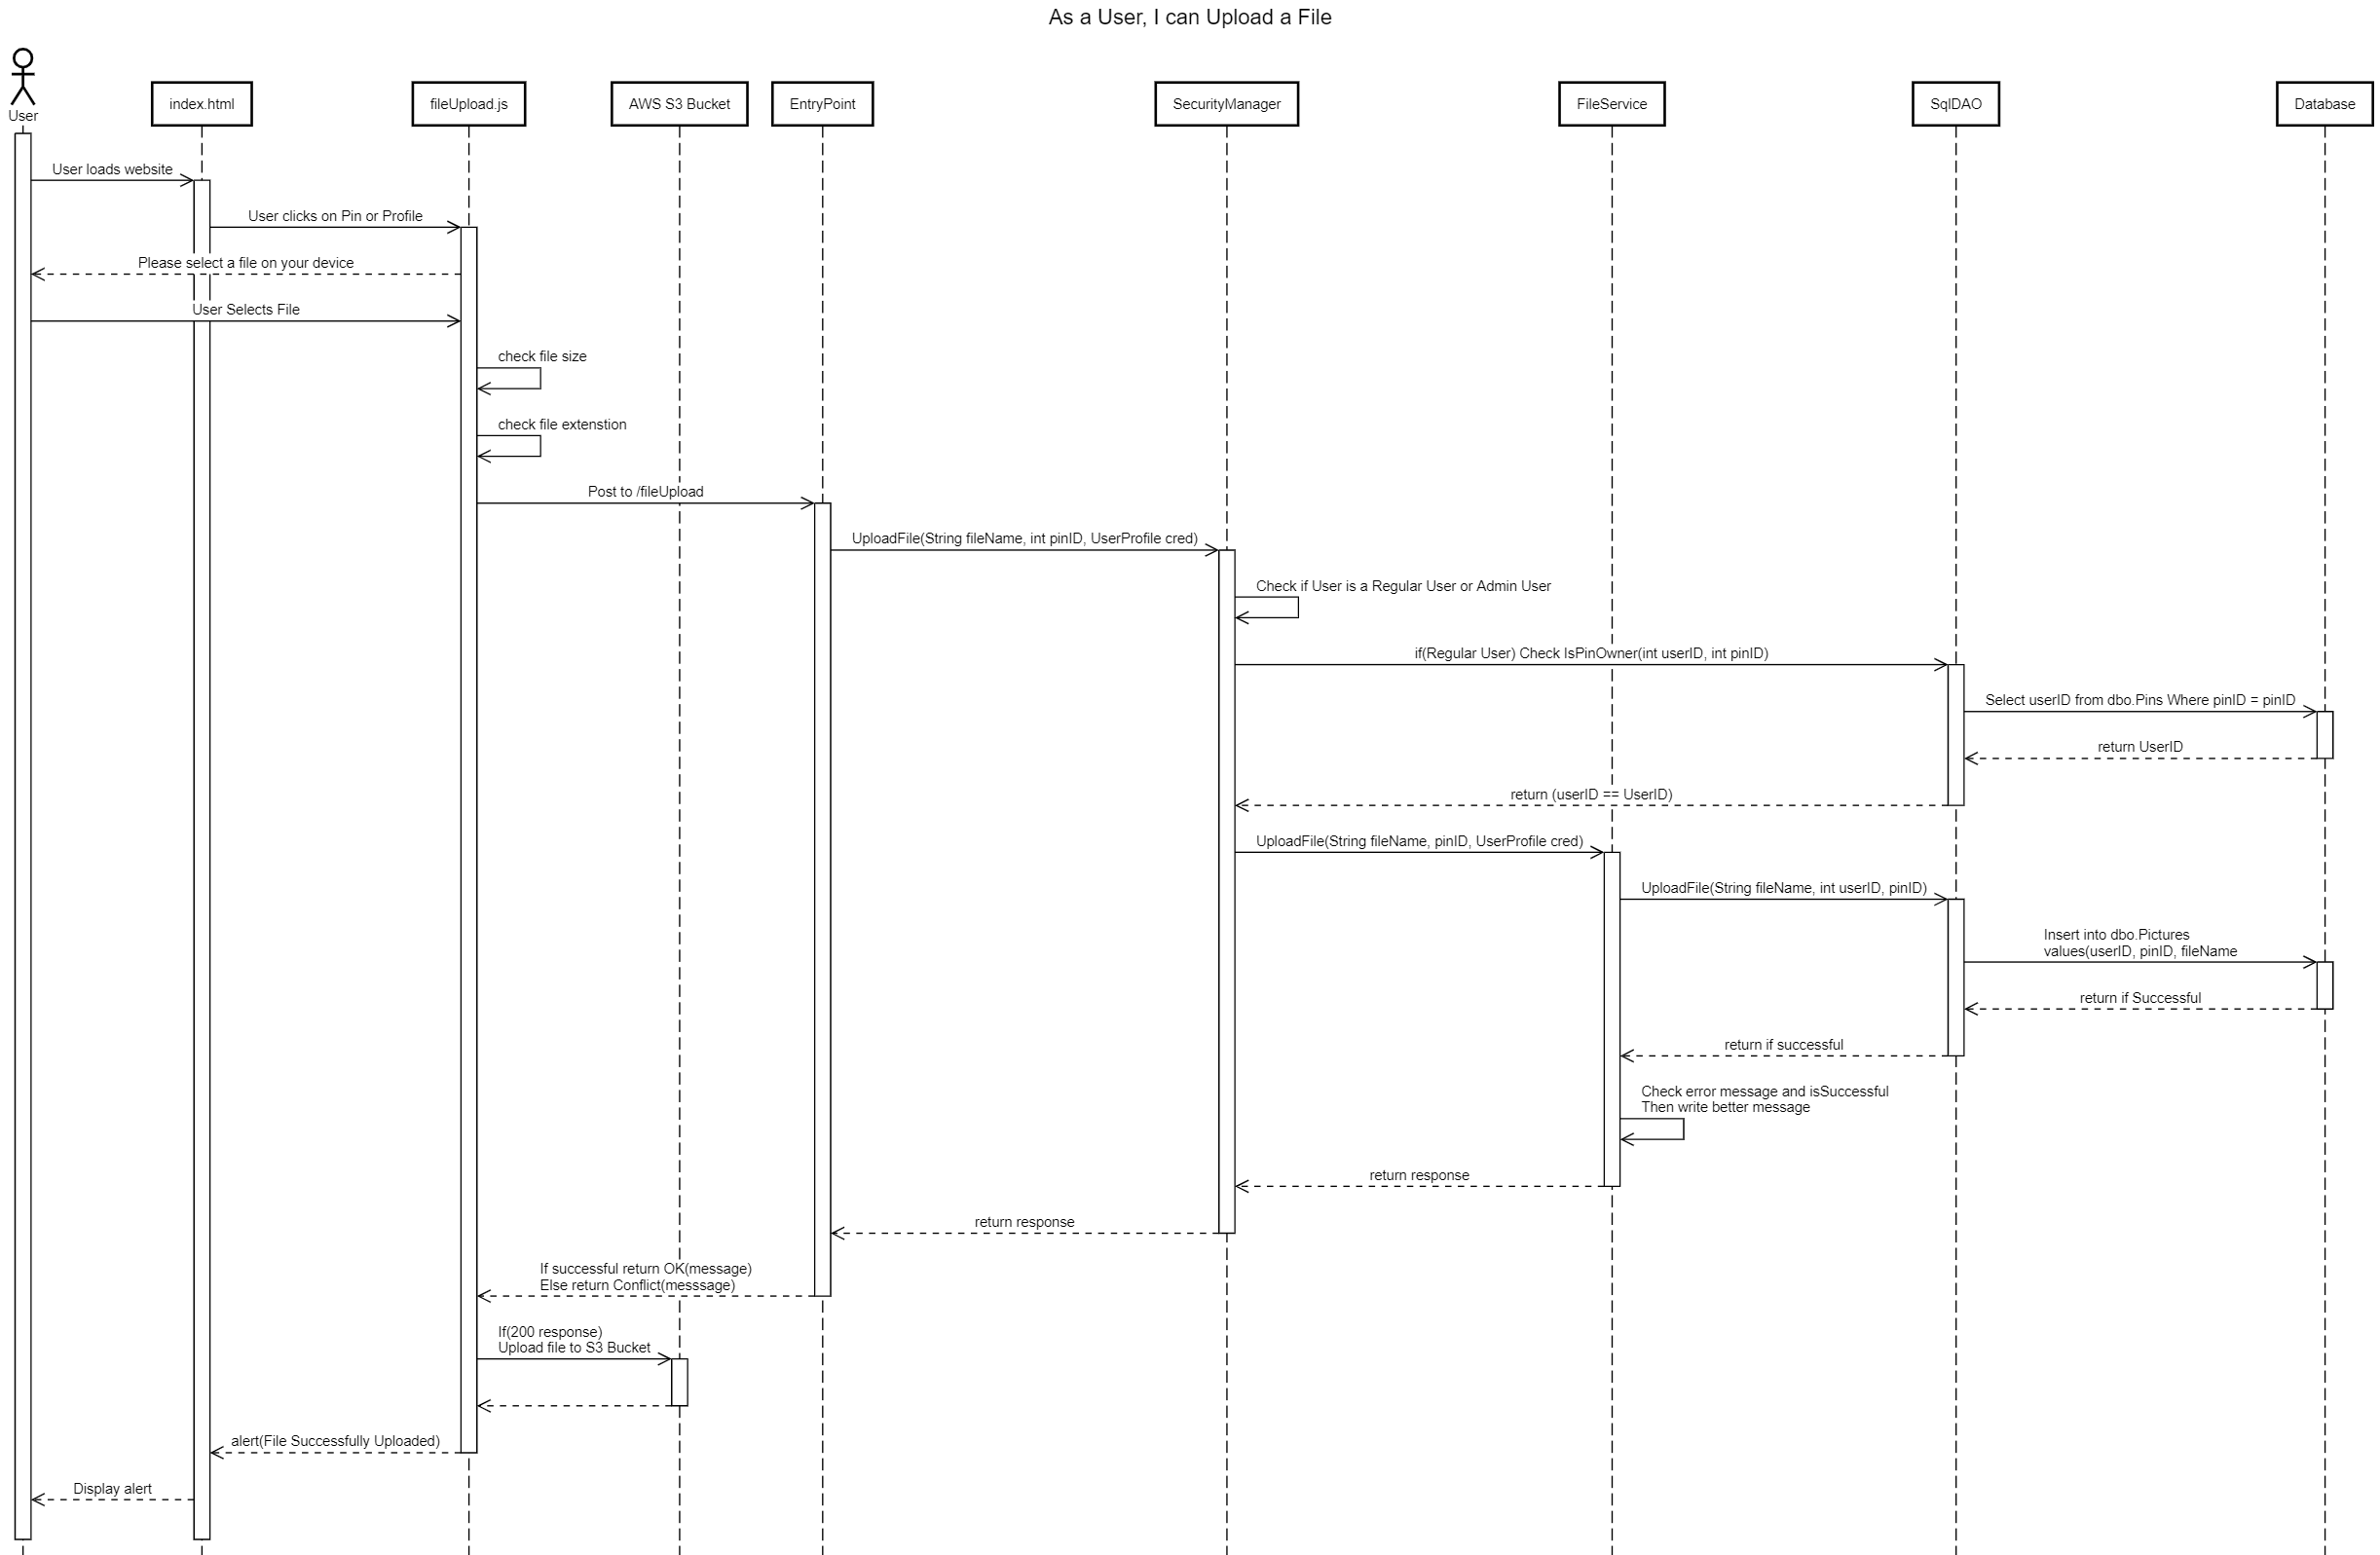 As a User, I can Upload a File
User
index.html
fileUpload.js
AWS S3 Bucket
EntryPoint
SecurityManager
FileService
SqlDAO
Database
User loads website
User clicks on Pin or Profile
Please select a file on your device
User Selects File
check file size
check file extenstion
Post to /fileUpload
UploadFile(String fileName, int pinID, UserProfile cred)
Check if User is a Regular User or Admin User
if(Regular User) Check IsPinOwner(int userID, int pinID)
Select userID from dbo.Pins Where pinID = pinID
return UserID
return (userID == UserID)
UploadFile(String fileName, pinID, UserProfile cred)
UploadFile(String fileName, int userID, pinID)
Insert into dbo.Pictures
values(userID, pinID, fileName
return if Successful
return if successful
Check error message and isSuccessful
Then write better message
return response
return response
If successful return OK(message)
Else return Conflict(messsage)
If(200 response)
Upload file to S3 Bucket
alert(File Successfully Uploaded)
Display alert